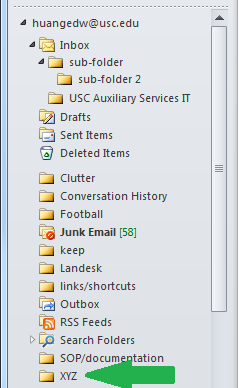 huangedw@usc.edu
Inbox
sub-folder
sub-folder 2
USC Auxiliary Services IT
Drafts
Sent Items
Deleted Items
Clutter
Conversation History
Football
Junk Email [58]
keep
Landesk
links/shortcuts
Outbox
RSS Feeds
Search Folders
SOP/documentation
XYZ